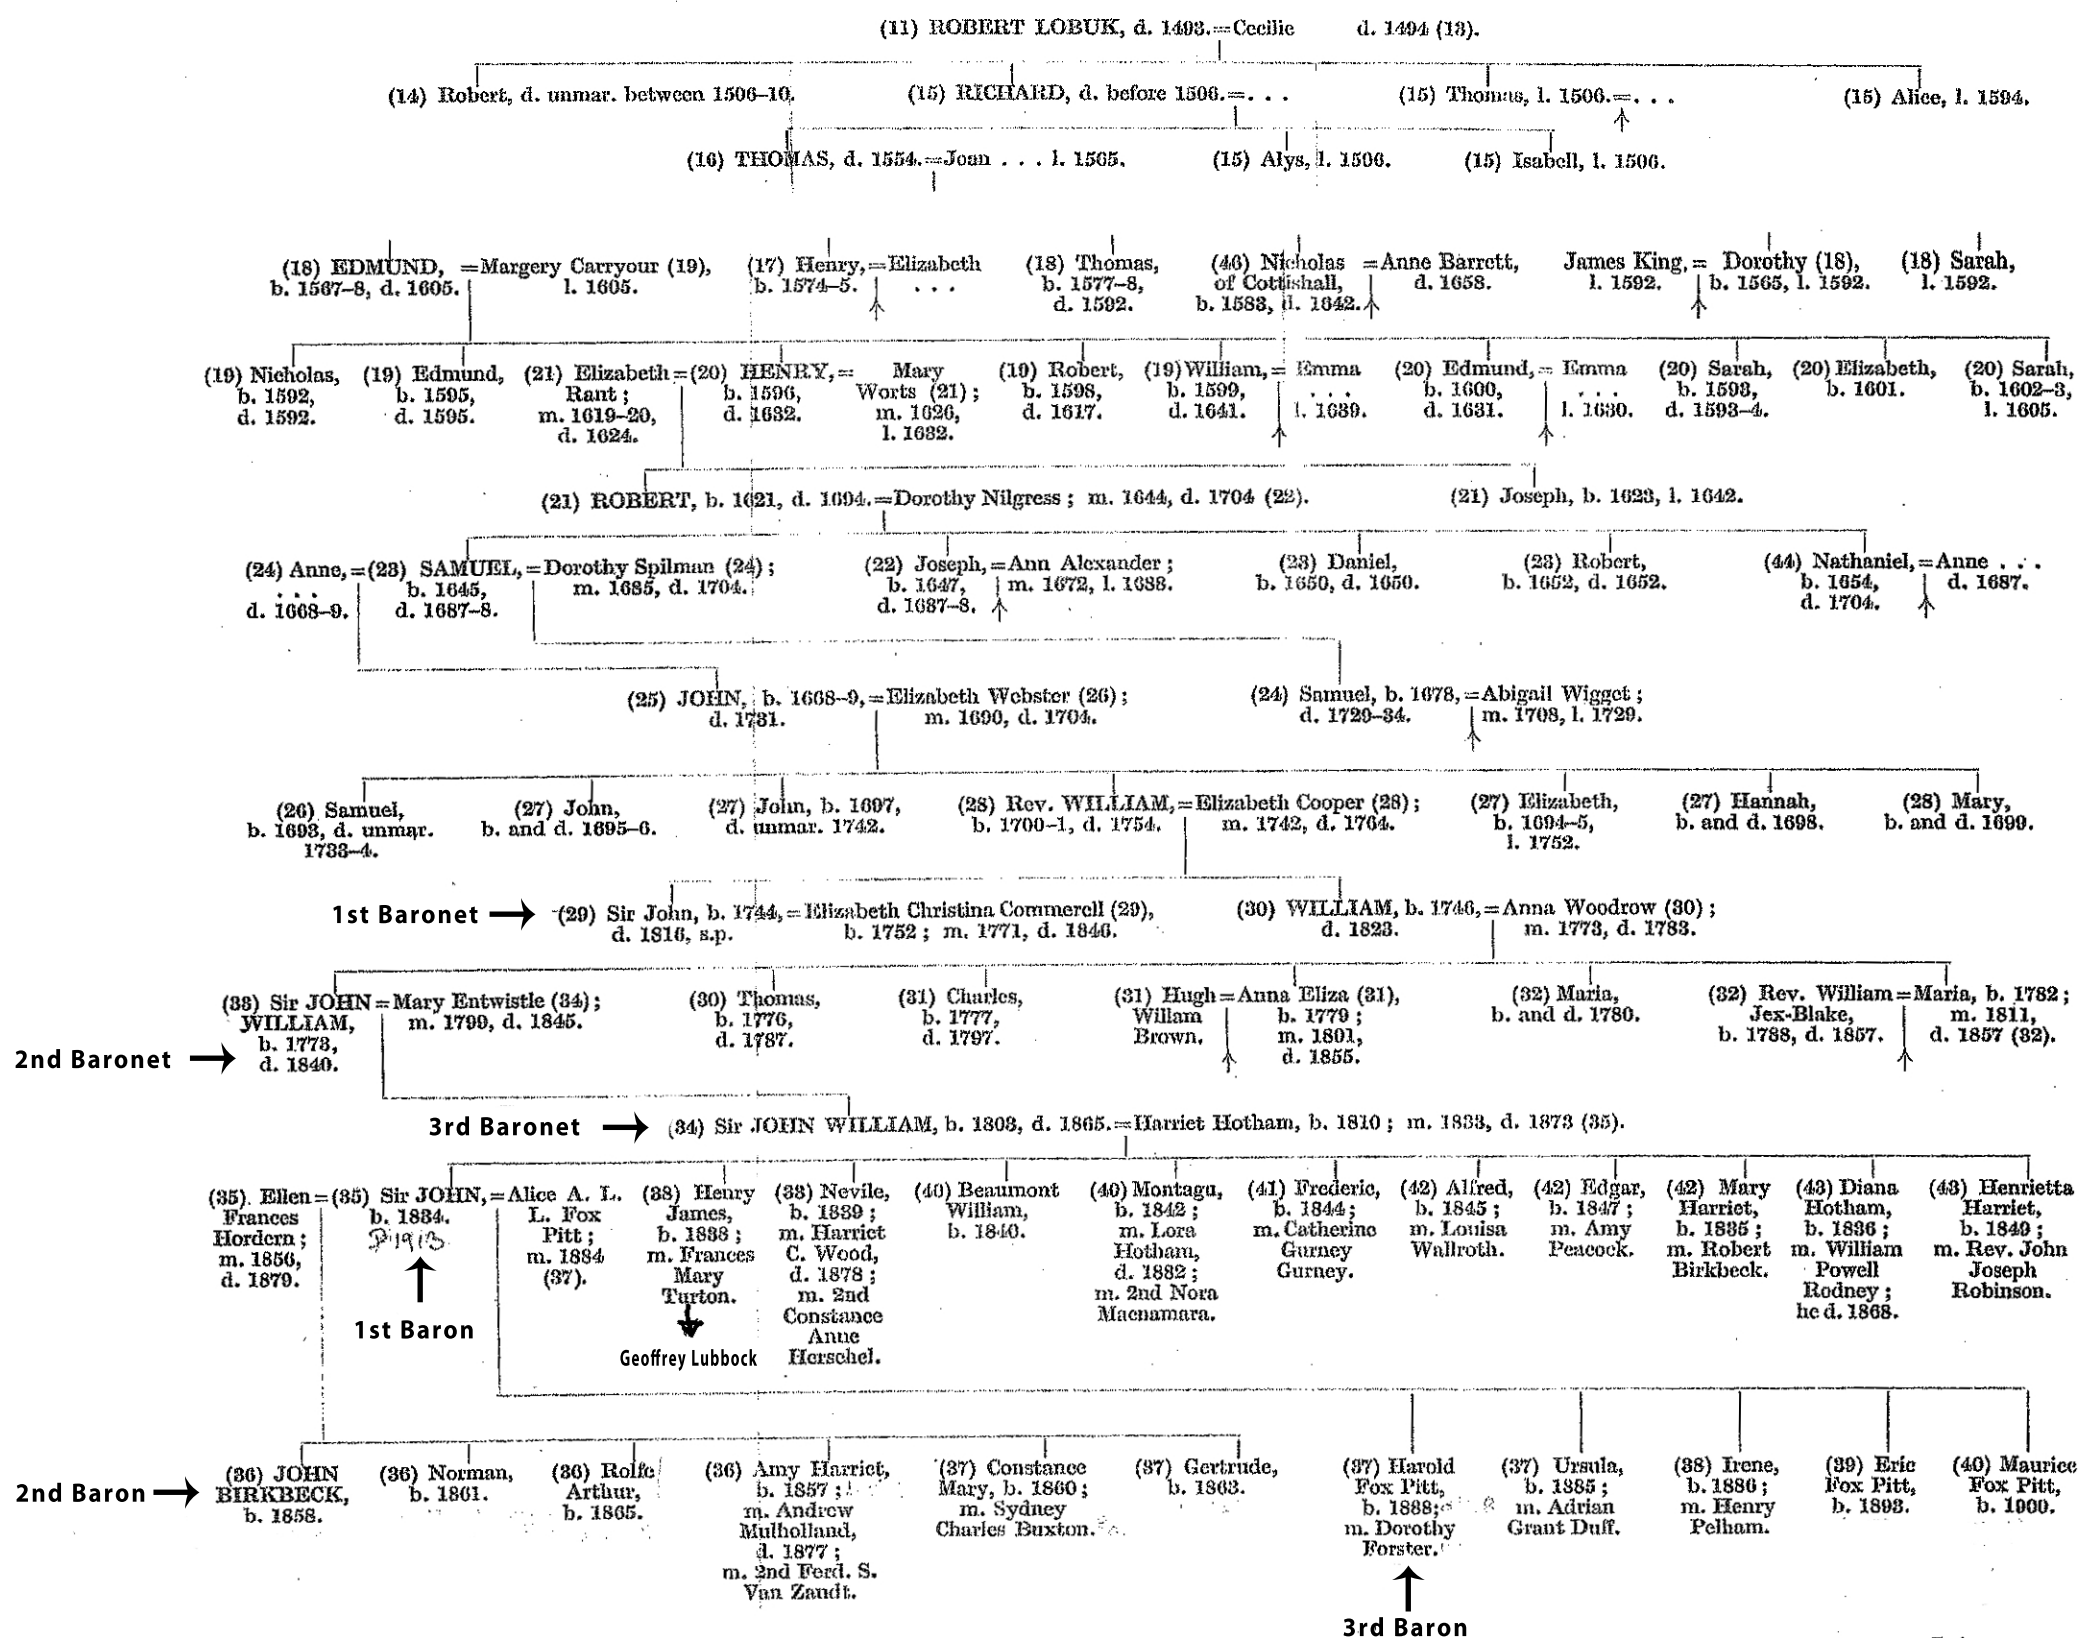 (11) ROBERT LOBUK, d. 1493.=Cecilie d. 1494 (13).
(14) Robert, d. unmar. between 1506–10.
(15) RICHARD, d. before 1506.=. . .
(15) Thomas, l. 1506.=. . .
(15) Alice, l. 1594.
(16) THOMAS, d. 1554.=Joan . . . l. 1565.
(15) Alys, l. 1506.
(15) Isabell, l. 1506.
(18) EDMUND, =Margery Carryour (19),
b. 1567–8, d. 1605. l. 1605.
(17) Henry,=Elizabeth
b. 1574–5. . . .
(18) Thomas,
b. 1577–8,
d. 1592.
(46) Nicholas =Anne Barrett,
of Cottishall, d. 1658.
b. 1583, d. 1642.
James King,= Dorothy (18),
l. 1592. b. 1565, l. 1592.
(18) Sarah,
l. 1592.
(19) Nicholas,
b. 1592,
d. 1592.
(19) Edmund,
b. 1595,
d. 1595.
(21) Elizabeth=(20) HENRY,= Mary
Rant; b. 1596, Worts (21);
m. 1619–20, d. 1632. m. 1626,
d. 1624. l. 1632.
(19) Robert,
b. 1598,
d. 1617.
(19) William,= Emma
b. 1599, . . .
d. 1641. l. 1639.
(20) Edmund,= Emma
b. 1600, . . .
d. 1631. l. 1630.
(20) Sarah,
b. 1593,
d. 1593–4.
(20) Elizabeth,
b. 1601.
(20) Sarah,
b. 1602–3,
l. 1605.
(21) ROBERT, b. 1621, d. 1694.=Dorothy Nilgress; m. 1644, d. 1704 (22).
(21) Joseph, b. 1623, l. 1642.
(24) Anne,=(23) SAMUEL,=Dorothy Spilman (24);
. . . b. 1645, m. 1685, d. 1704.
d. 1668–9. d. 1687–8.
(22) Joseph,=Ann Alexander;
b. 1647, m. 1672, l. 1688.
d. 1687–8.
(23) Daniel,
b. 1650, d. 1650.
(23) Robert,
b. 1652, d. 1652.
(44) Nathaniel,=Anne . . .
b. 1654, d. 1687.
d. 1704.
(25) JOHN, b. 1668–9,=Elizabeth Webster (26);
d. 1731. m. 1690, d. 1704.
(24) Samuel, b. 1678,=Abigail Wigget;
d. 1729–34. m. 1708, l. 1729.
(26) Samuel,
b. 1693, d. unmar.
1733–4.
(27) John,
b. and d. 1695–6.
(27) John, b. 1697,
d. unmar. 1742.
(28) Rev. WILLIAM,=Elizabeth Cooper (28);
b. 1700–1, d. 1754. m. 1742, d. 1764.
(27) Elizabeth,
b. 1694–5,
l. 1752.
(27) Hannah,
b. and d. 1698.
(28) Mary,
b. and d. 1699.
1st Baronet
(29) Sir John, b. 1744,=Elizabeth Christina Commerell (29),
d. 1816, s.p. b. 1752; m. 1771, d. 1846.
(30) WILLIAM, b. 1746,=Anna Woodrow (30);
d. 1823. m. 1773, d. 1783.
(33) Sir JOHN=Mary Entwistle (34);
WILLIAM, m. 1799, d. 1845.
b. 1773,
2nd Baronet
d. 1840.
(30) Thomas,
b. 1776,
d. 1787.
(31) Charles,
b. 1777,
d. 1797.
(31) Hugh=Anna Eliza (31),
Willam b. 1779;
Brown. m. 1801,
d. 1855.
(32) Maria,
b. and d. 1780.
(32) Rev. William=Maria, b. 1782;
Jex-Blake, m. 1811,
b. 1788, d. 1857. d. 1857 (32).
3rd Baronet
(34) Sir JOHN WILLIAM, b. 1803, d. 1865.=Harriet Hotham, b. 1810; m. 1833, d. 1873 (35).
(35). Ellen=(35) Sir JOHN,=Alice A. L.
Frances b. 1834. L. Fox
Hordern; D 1913 Pitt;
m. 1856, m. 1884
d. 1879. (37).
1st Baron
(38) Henry
James,
b. 1838;
m. Frances
Mary
Turton.
Geoffrey Lubbock
(33) Nevile,
b. 1839;
m. Harriet
C. Wood,
d. 1878;
m. 2nd
Constance
Anne
Herschel.
(40) Beaumont
William,
b. 1840.
(40) Montagu,
b. 1842;
m. Lora
Hotham,
d. 1882;
m. 2nd Nora
Macnamara.
(41) Frederic,
b. 1844;
m. Catherine
Gurney
Gurney.
(42) Alfred,
b. 1845;
m. Louisa
Wallroth.
(42) Edgar,
b. 1847;
m. Amy
Peacock.
(42) Mary
Harriet,
b. 1835;
m. Robert
Birkbeck.
(43) Diana
Hotham,
b. 1836;
m. William
Powell
Rodney;
he d. 1868.
(43) Henrietta
Harriet,
b. 1849;
m. Rev. John
Joseph
Robinson.
2nd Baron
(36) JOHN
BIRKBECK,
b. 1858.
(36) Norman,
b. 1861.
(36) Rolfe
Arthur,
b. 1865.
(36) Amy Harriet,
b. 1857;
m. Andrew
Mulholland,
d. 1877;
m. 2nd Ferd. S.
Van Zandt.
(37) Constance
Mary, b. 1860;
m. Sydney
Charles Buxton.
(37) Gertrude,
b. 1863.
(37) Harold
Fox Pitt,
b. 1888;
m. Dorothy
Forster.
3rd Baron
(37) Ursula,
b. 1885;
m. Adrian
Grant Duff.
(38) Irene,
b. 1886;
m. Henry
Pelham.
(39) Eric
Fox Pitt,
b. 1893.
(40) Maurice
Fox Pitt,
b. 1900.